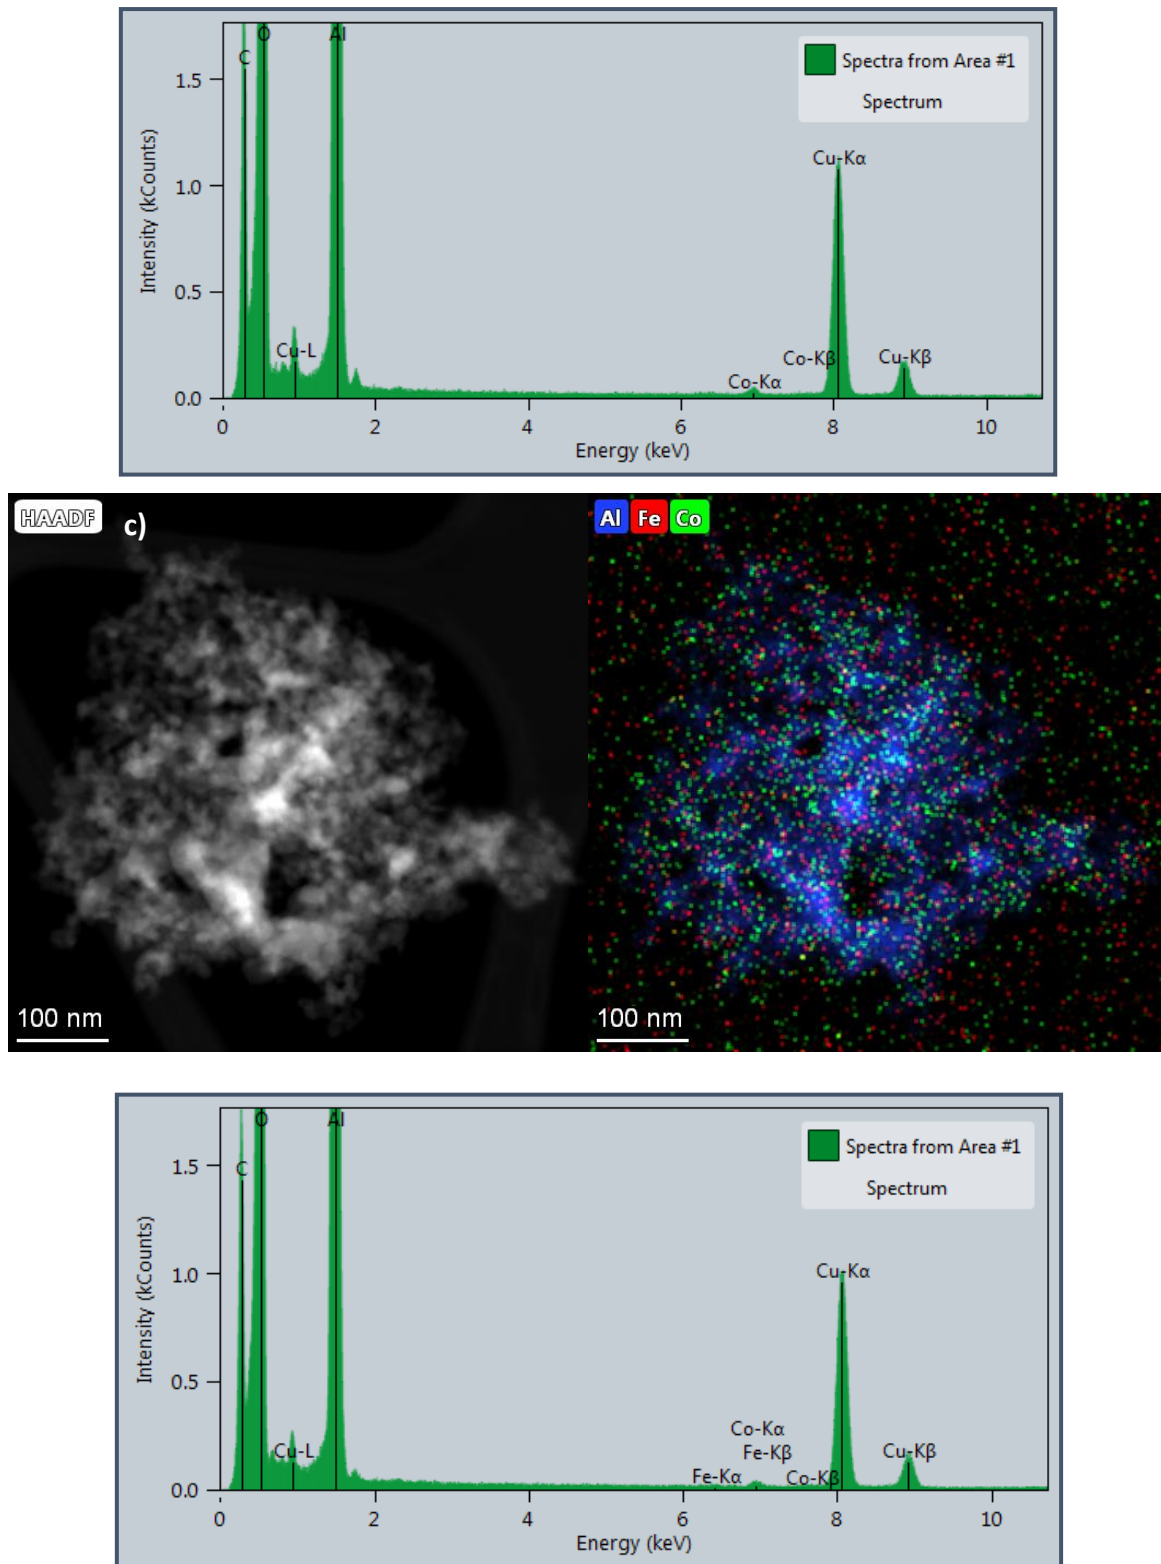 C O Al
Spectra from Area #1
Spectrum
Intensity (kCounts)
1.5
1.0
0.5
0.0
Cu-L
Co-Kα
Co-Kβ
Cu-Kα
Cu-Kβ
0 2 4 6 8 10
Energy (keV)
HAADF c)
100 nm
Al Fe Co
100 nm
C O Al
Spectra from Area #1
Spectrum
Intensity (kCounts)
1.5
1.0
0.5
0.0
Cu-L
Fe-Kα
Co-Kα
Fe-Kβ
Co-Kβ
Cu-Kα
Cu-Kβ
0 2 4 6 8 10
Energy (keV)